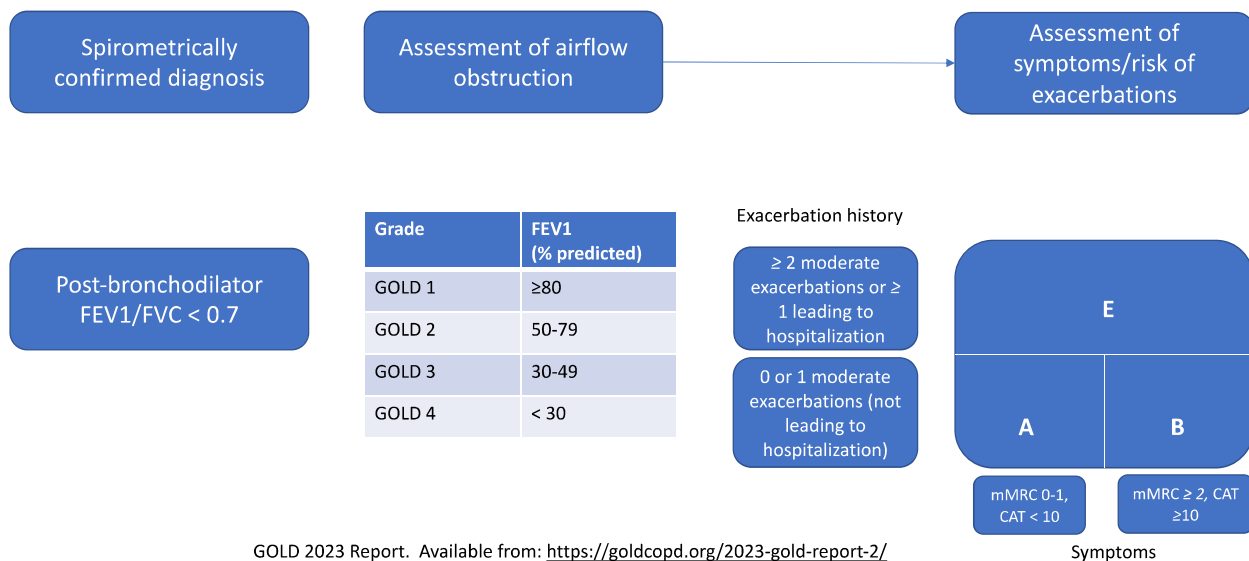 Spirometrically
confirmed diagnosis
Assessment of airflow
obstruction
Assessment of
symptoms/risk of
exacerbations
Post-bronchodilator
FEV1/FVC < 0.7
Grade
FEV1
(% predicted)
GOLD 1
≥80
GOLD 2
50-79
GOLD 3
30-49
GOLD 4
< 30
Exacerbation history
≥ 2 moderate
exacerbations or ≥
1 leading to
hospitalization
0 or 1 moderate
exacerbations (not
leading to
hospitalization)
E
A
B
mMRC 0-1,
CAT < 10
mMRC ≥ 2, CAT
≥10
Symptoms
GOLD 2023 Report.  Available from: https://goldcopd.org/2023-gold-report-2/